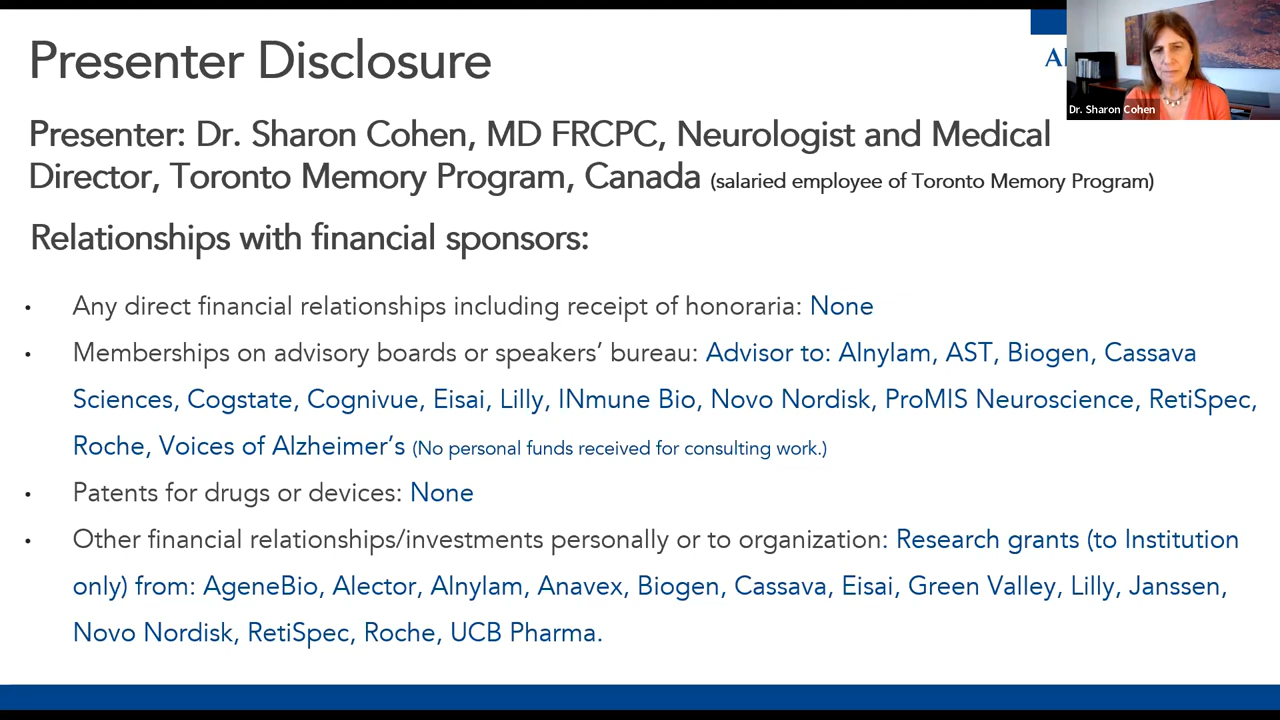 Presenter Disclosure
Al
Dr. Sharon Cohen
Presenter: Dr. Sharon Cohen, MD FRCPC, Neurologist and Medical
Director, Toronto Memory Program, Canada (salaried employee of Toronto Memory Program)
Relationships with financial sponsors:
• Any direct financial relationships including receipt of honoraria: None
• Memberships on advisory boards or speakers’ bureau: Advisor to: Alnylam, AST, Biogen, Cassava
Sciences, Cogstate, Cognivue, Eisai, Lilly, INmune Bio, Novo Nordisk, ProMIS Neuroscience, RetiSpec,
Roche, Voices of Alzheimer’s (No personal funds received for consulting work.)
• Patents for drugs or devices: None
• Other financial relationships/investments personally or to organization: Research grants (to Institution
only) from: AgeneBio, Alector, Alnylam, Anavex, Biogen, Cassava, Eisai, Green Valley, Lilly, Janssen,
Novo Nordisk, RetiSpec, Roche, UCB Pharma.